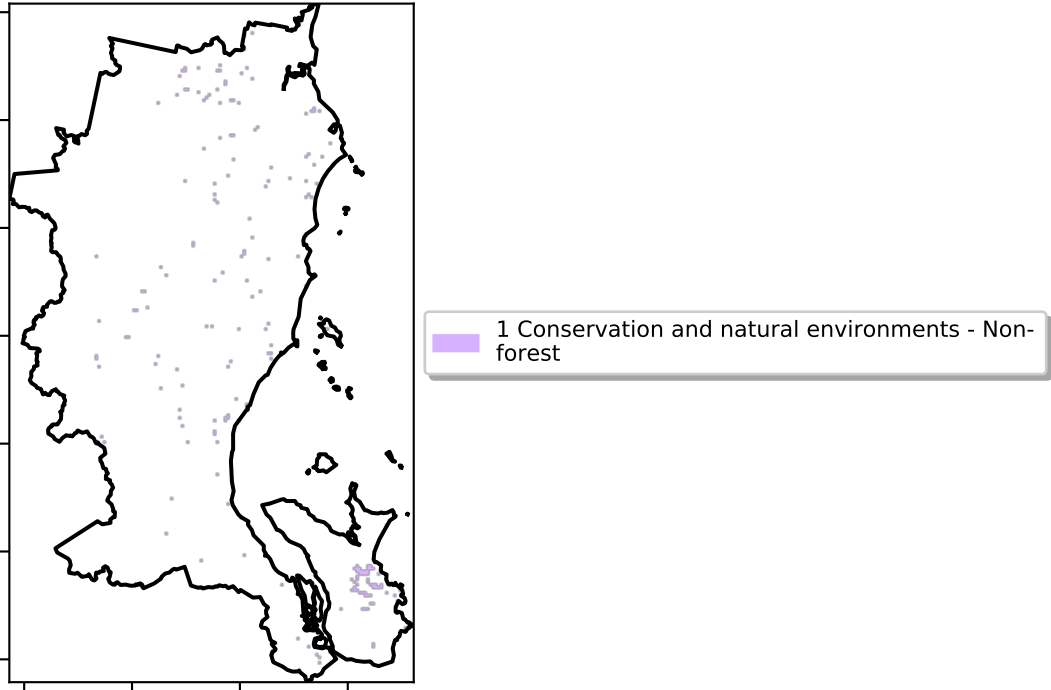 1 Conservation and natural environments - Non-
forest